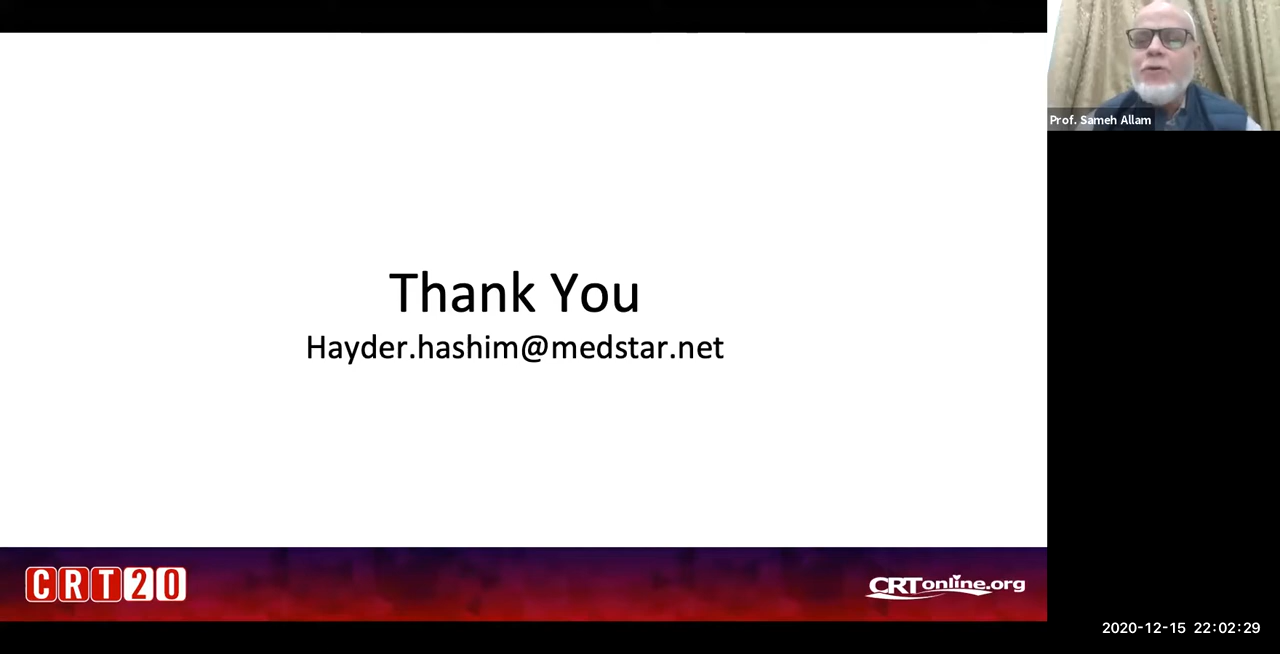 Prof. Sameh Allam
Thank You
Hayder.hashim@medstar.net
CRT20
CRTonline.org
2020-12-15 22:02:29